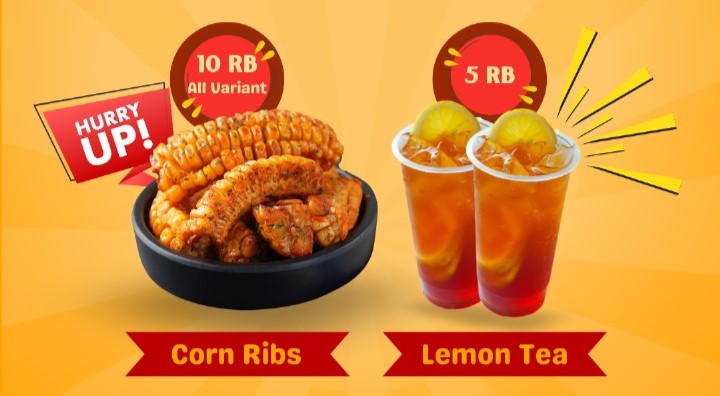 10 RB
All Variant
5 RB
HURRY
UP!
Corn Ribs
Lemon Tea